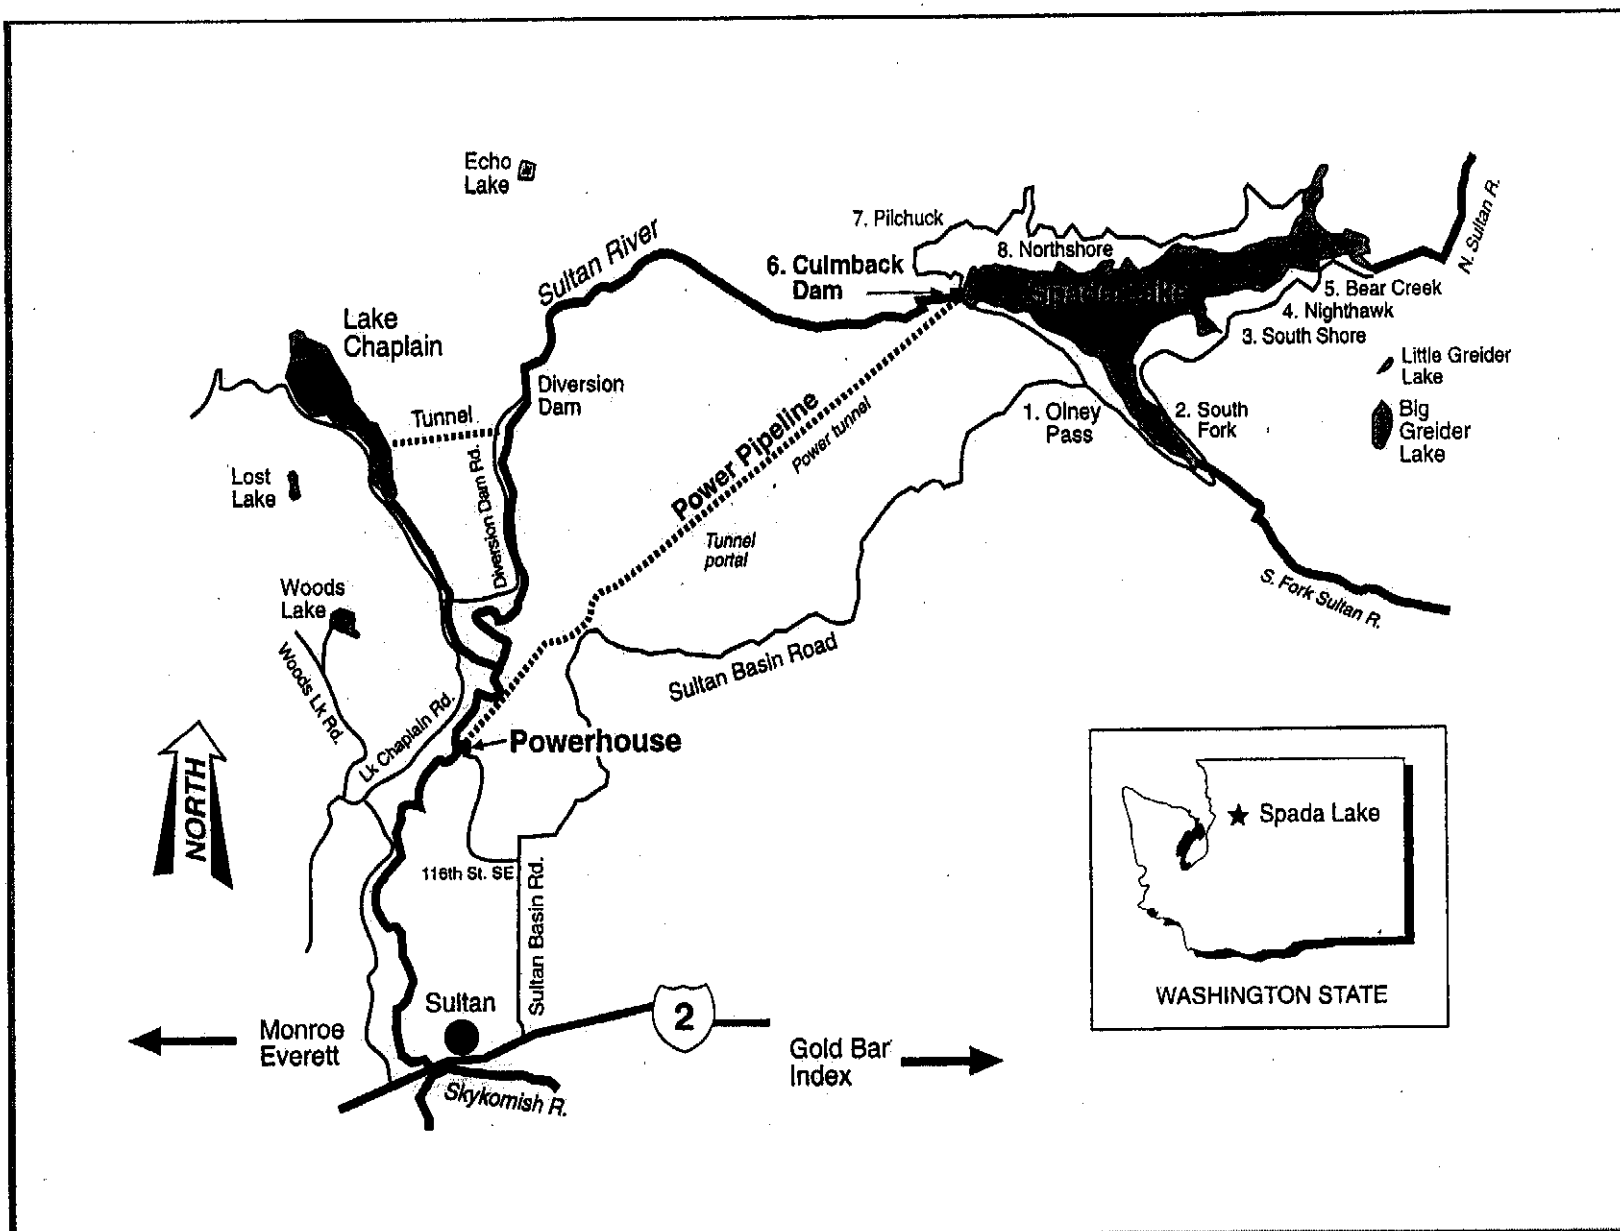 Echo
Lake
Sultan River
7. Pilchuck
8. Northshore
6. Culmback
Dam
Spada Lake
N. Sultan R.
5. Bear Creek
4. Nighthawk
3. South Shore
Little Greider
Lake
Big
Greider
Lake
Lake
Chaplain
Diversion
Dam
Tunnel
Diversion Dam Rd.
Lost
Lake
Power Pipeline
Power tunnel
1. Olney
Pass
2. South
Fork
Tunnel
portal
S. Fork Sultan R.
Woods
Lake
Woods Lk Rd.
Lk Chaplain Rd.
Sultan Basin Road
Powerhouse
NORTH
116th St. SE
Sultan Basin Rd.
Sultan
2
Monroe
Everett
Gold Bar
Index
Skykomish R.
Spada Lake
WASHINGTON STATE